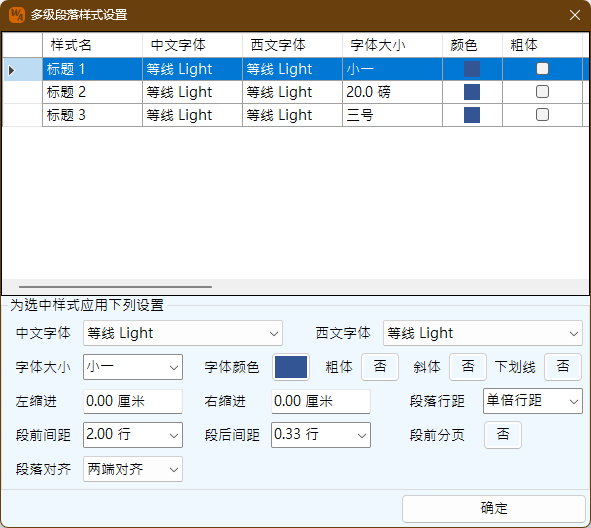 WA 多级段落样式设置
样式名 中文字体 西文字体 字体大小 颜色 粗体
标题 1 等线 Light 等线 Light 小一
标题 2 等线 Light 等线 Light 20.0 磅
标题 3 等线 Light 等线 Light 三号
为选中样式应用下列设置
中文字体 等线 Light 西文字体 等线 Light
字体大小 小一 字体颜色 粗体 否 斜体 否 下划线 否
左缩进 0.00 厘米 右缩进 0.00 厘米 段落行距 单倍行距
段前间距 2.00 行 段后间距 0.33 行 段前分页 否
段落对齐 两端对齐
确定